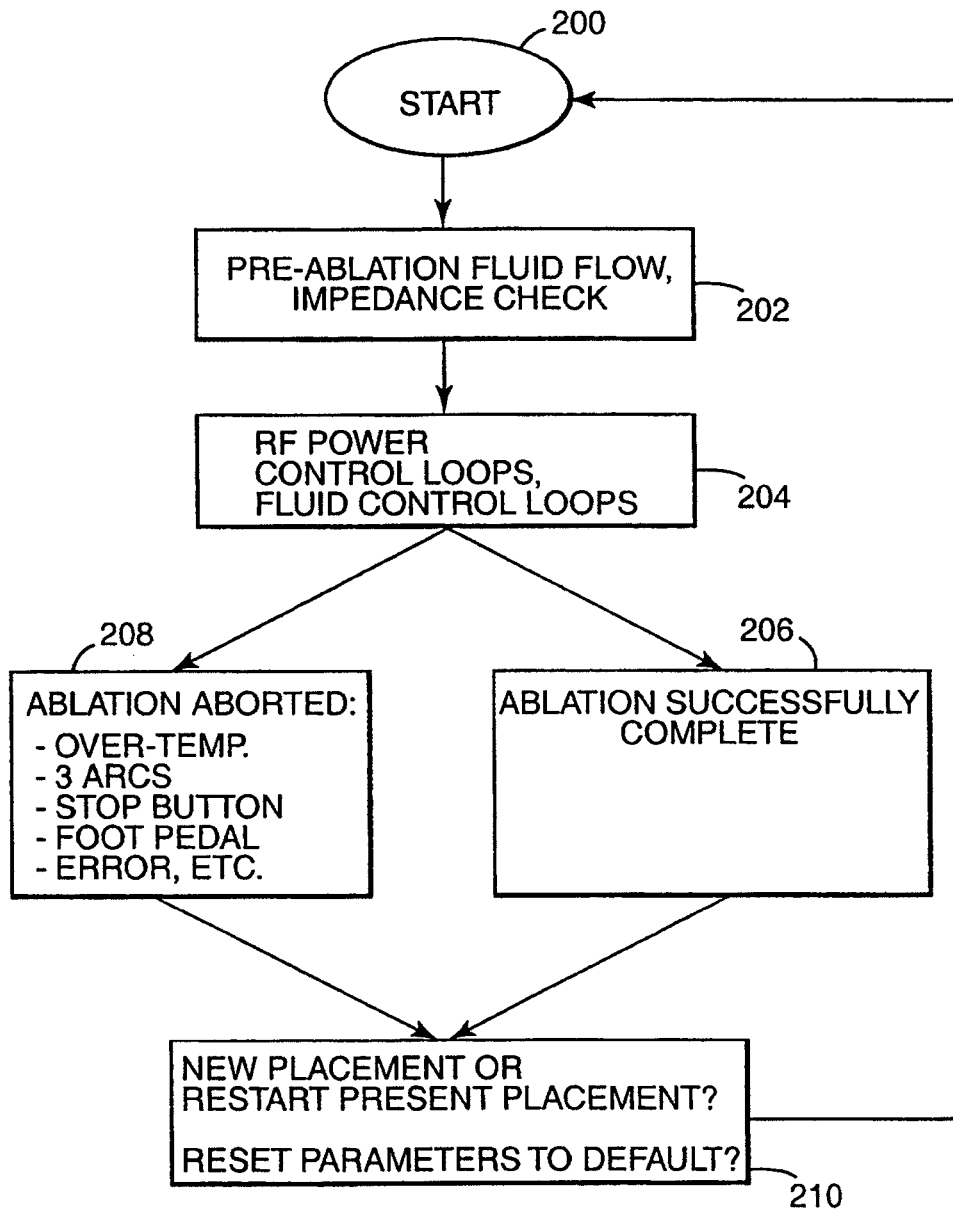 200
START
PRE-ABLATION FLUID FLOW,
IMPEDANCE CHECK
202
RF POWER
CONTROL LOOPS,
FLUID CONTROL LOOPS
204
208
ABLATION ABORTED:
- OVER-TEMP.
- 3 ARCS
- STOP BUTTON
- FOOT PEDAL
- ERROR, ETC.
206
ABLATION SUCCESSFULLY
COMPLETE
NEW PLACEMENT OR
RESTART PRESENT PLACEMENT?
RESET PARAMETERS TO DEFAULT?
210